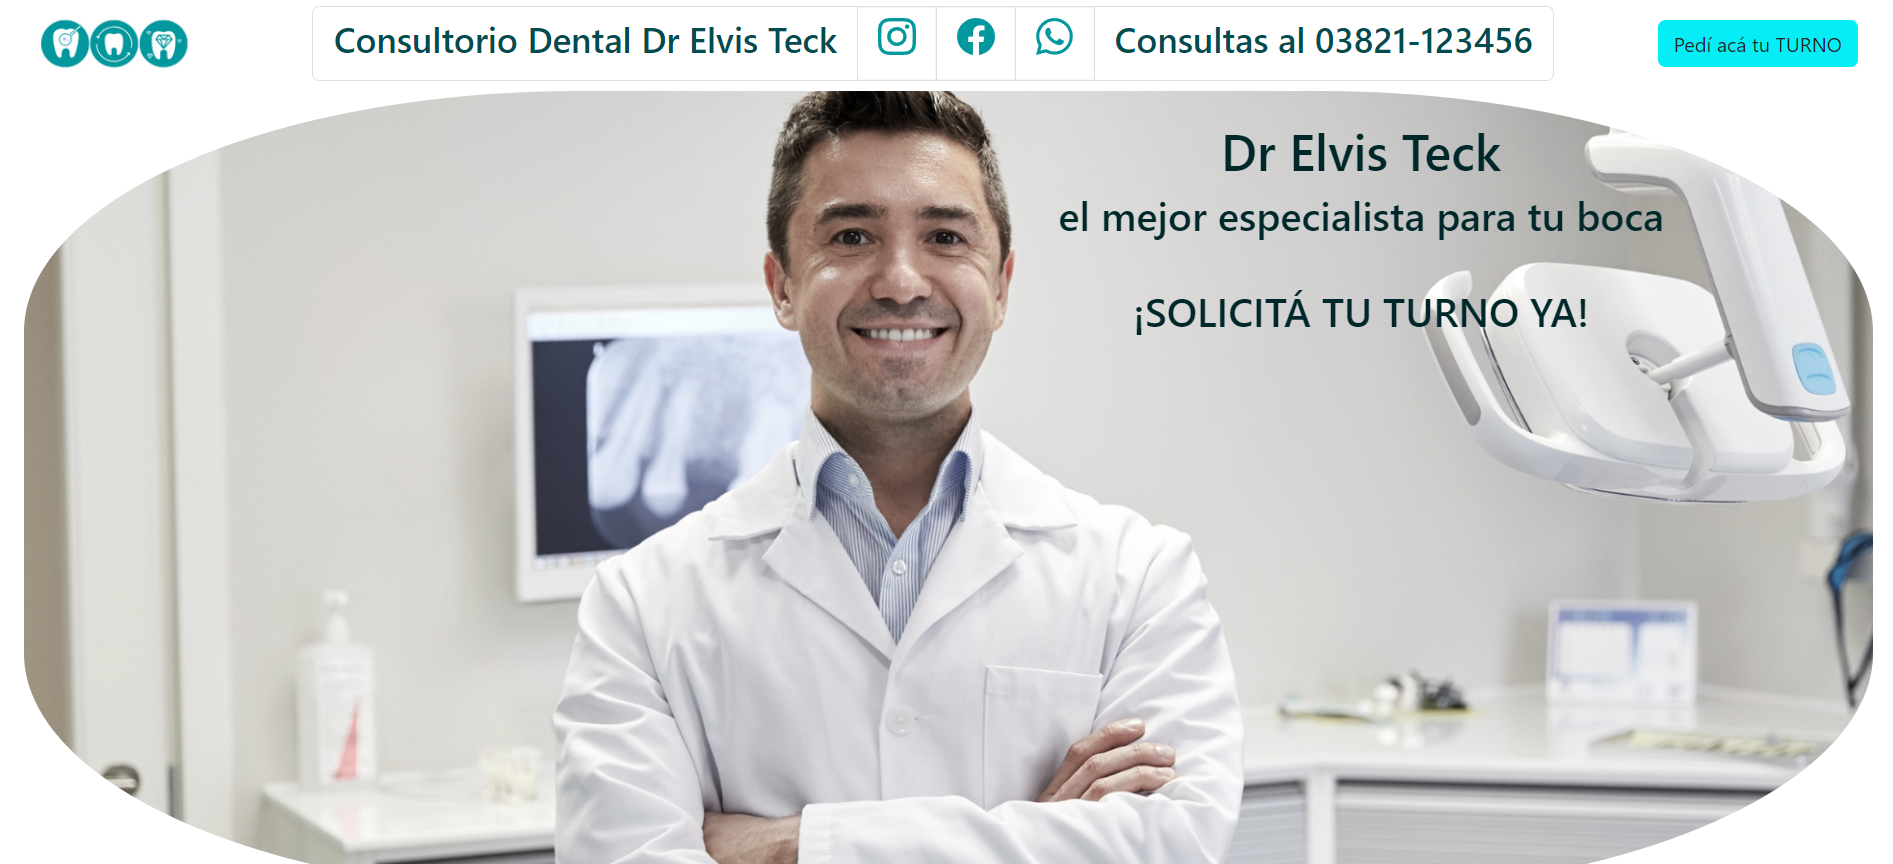 Consultorio Dental Dr Elvis Teck
Consultas al 03821-123456
Pedí acá tu TURNO
Dr Elvis Teck
el mejor especialista para tu boca
¡SOLICITÁ TU TURNO YA!